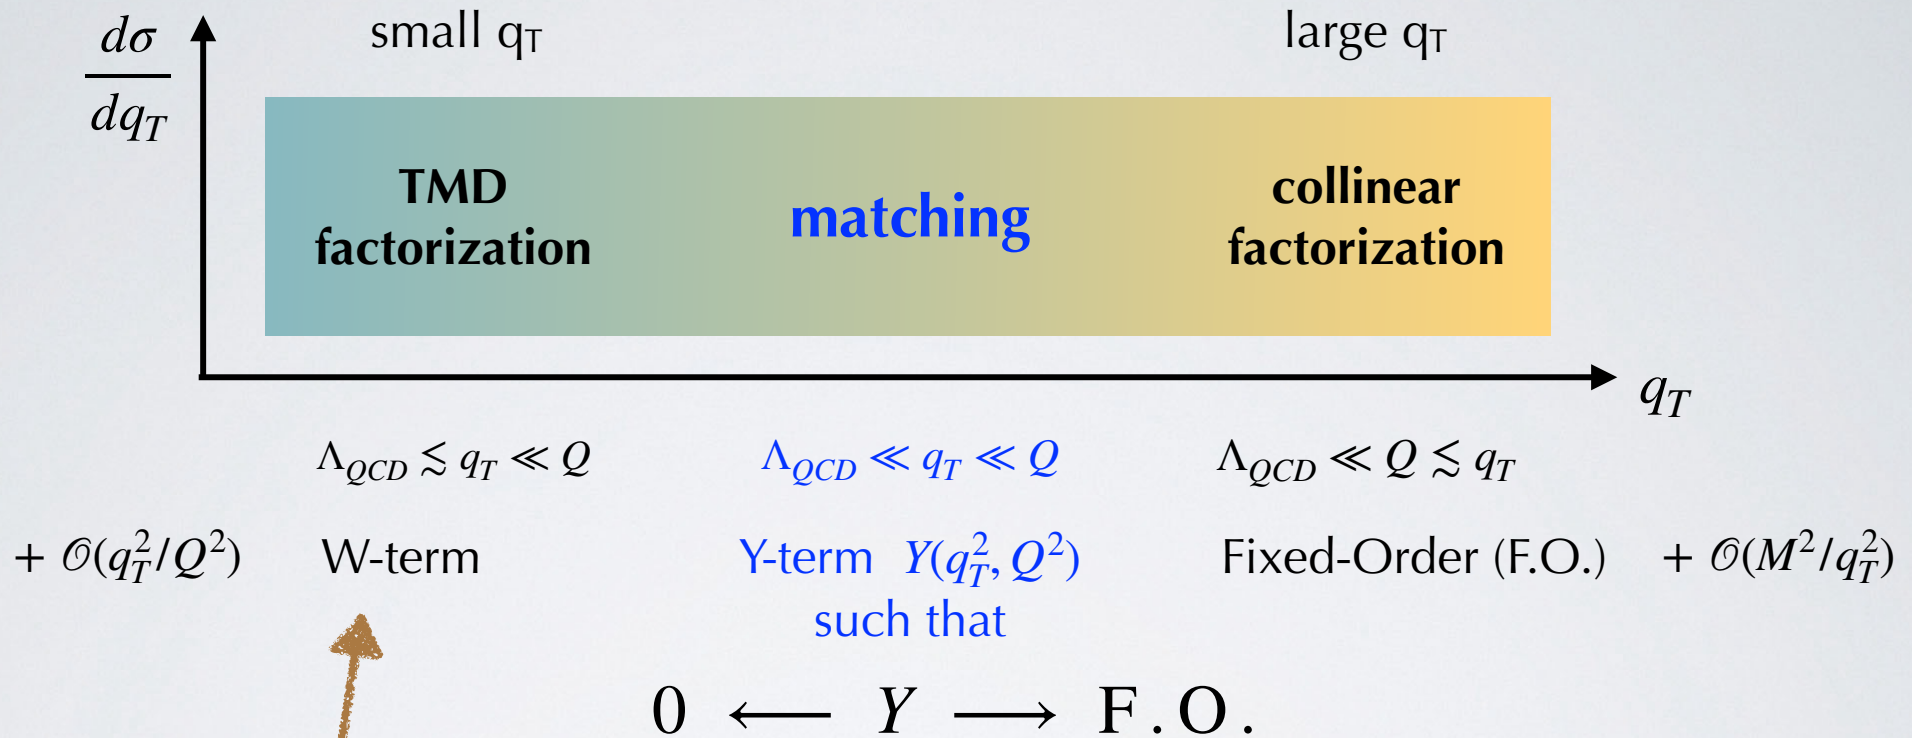 dσ
dq_T
small q_T
large q_T
TMD
factorization
matching
collinear
factorization
q_T
Λ_QCD ≲ q_T ≪ Q
Λ_QCD ≪ q_T ≪ Q
Λ_QCD ≪ Q ≲ q_T
+ 𝒪(q_T^2/Q^2)
W-term
Y-term Y(q_T^2, Q^2)
such that
Fixed-Order (F.O.)
+ 𝒪(M^2/q_T^2)
0 ⟵ Y ⟶ F.O.